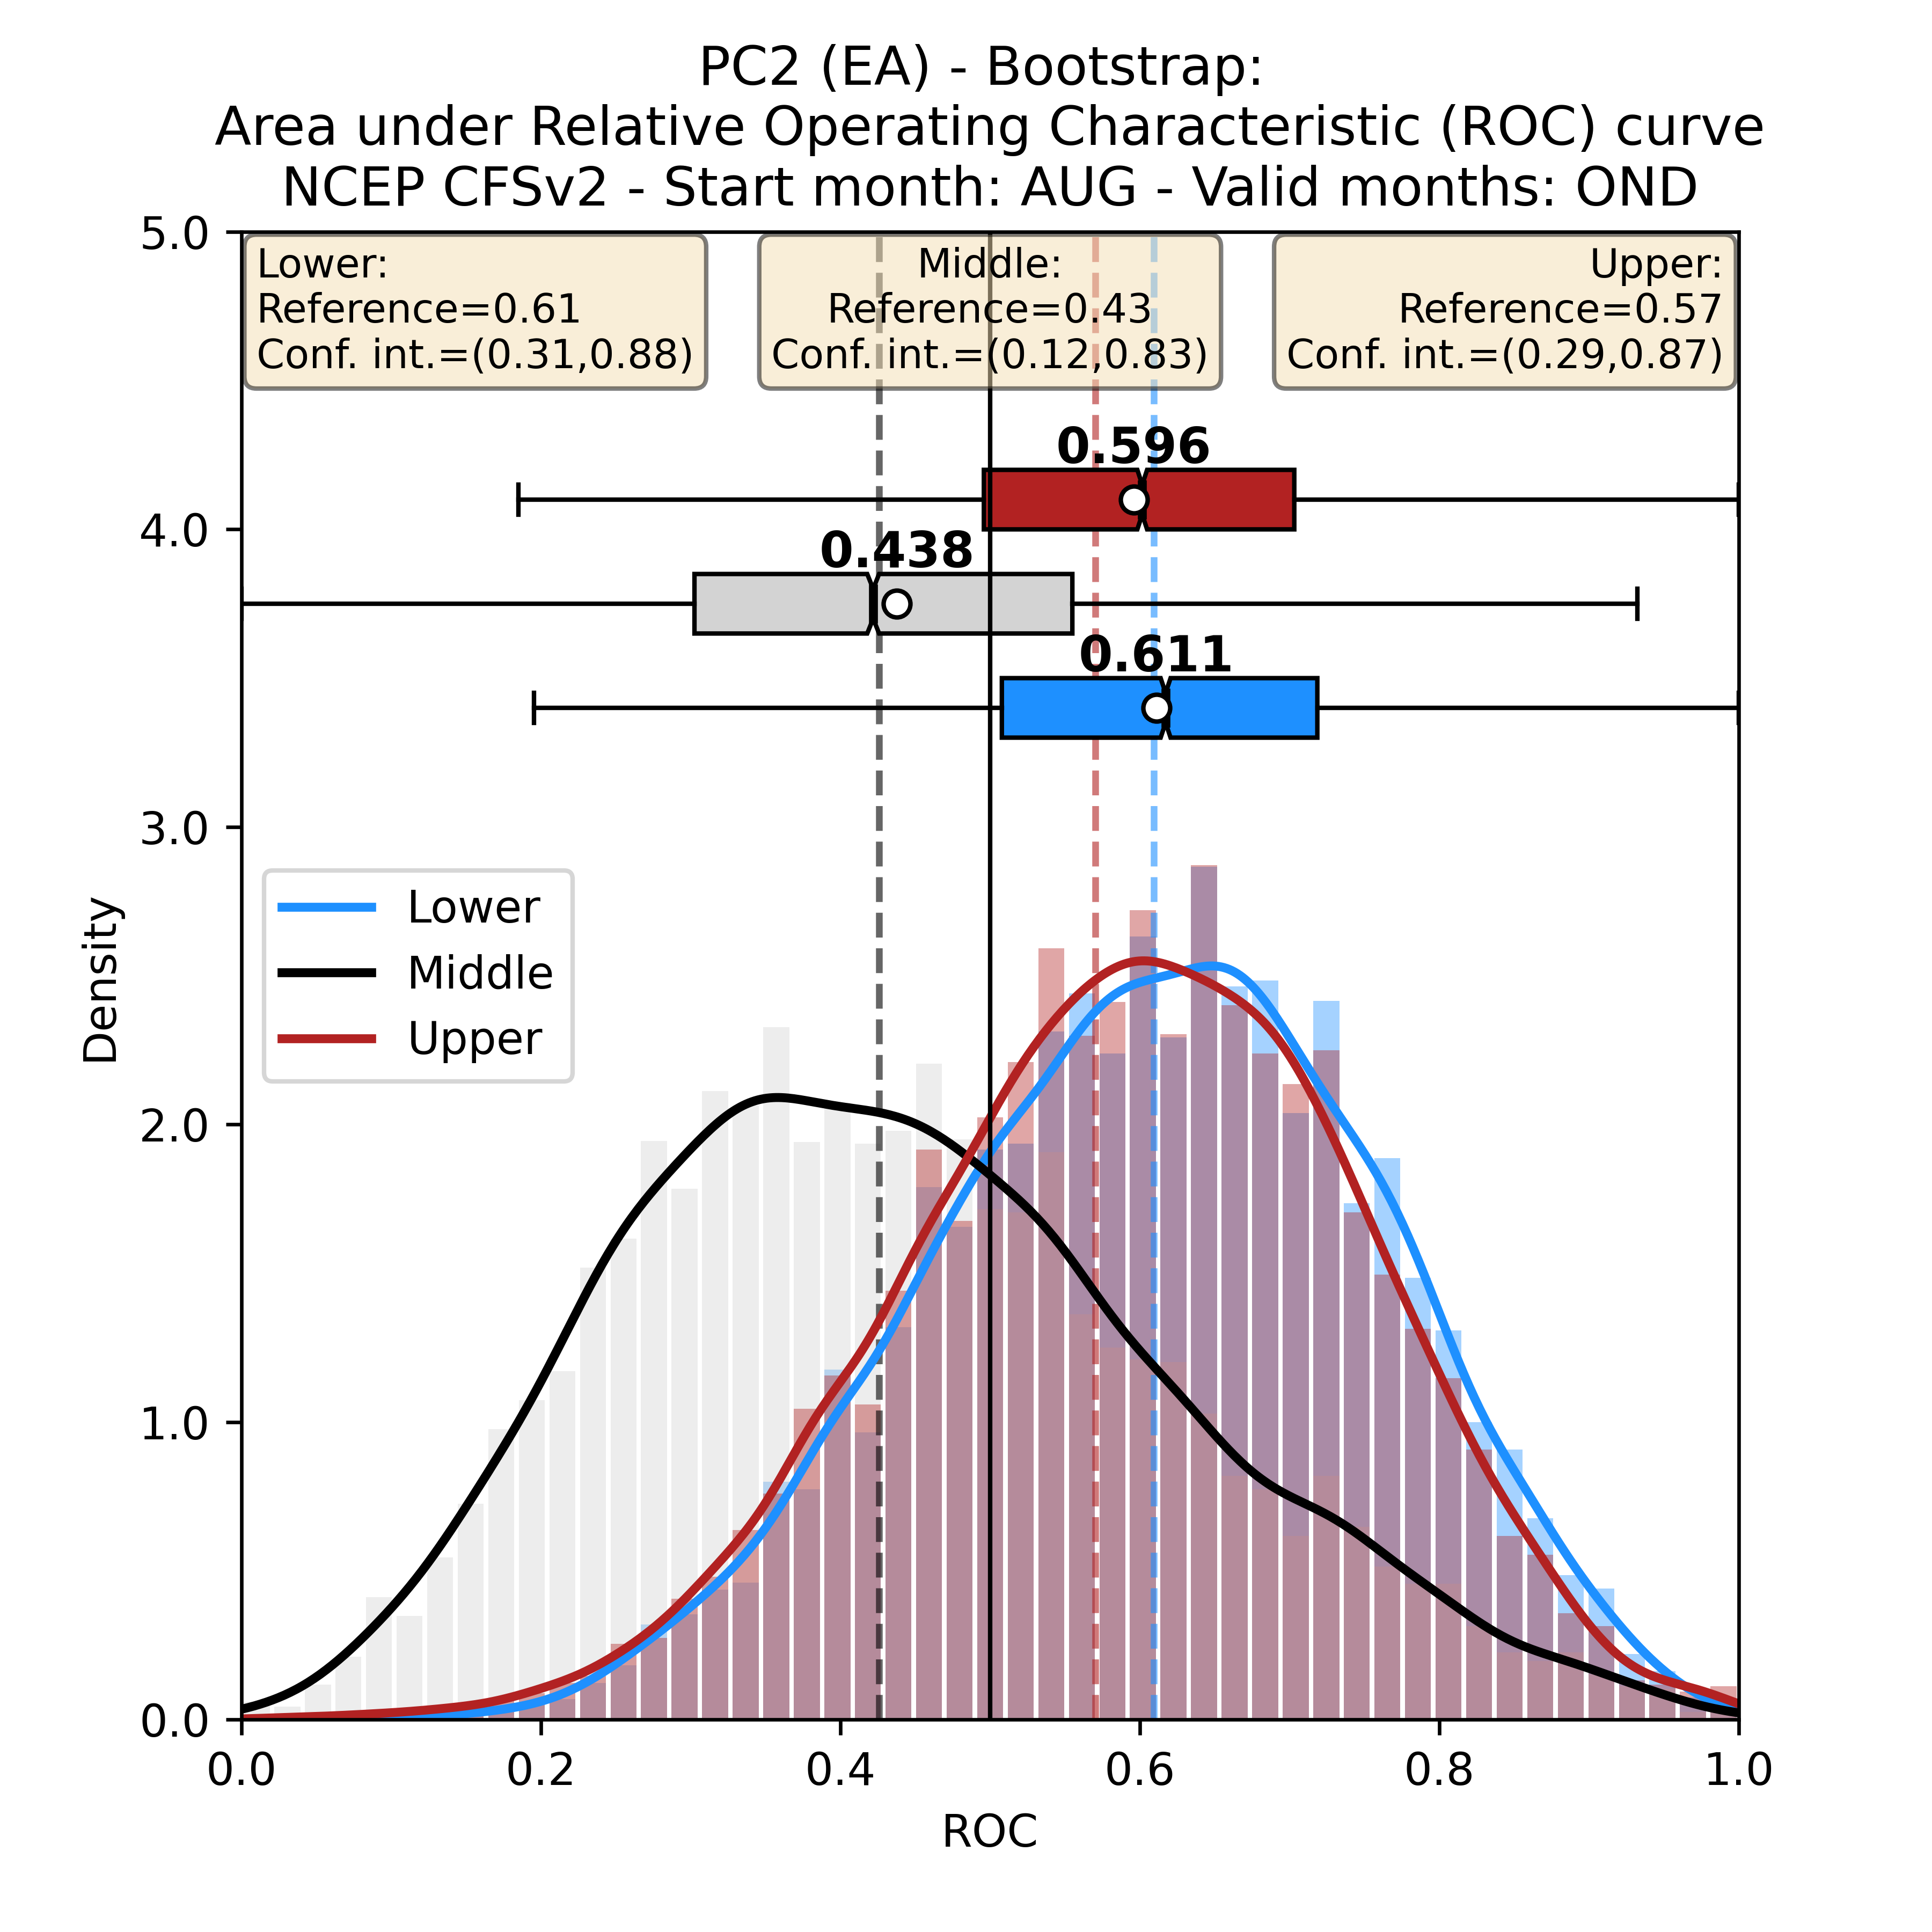 PC2 (EA) - Bootstrap:
Area under Relative Operating Characteristic (ROC) curve
NCEP CFSv2 - Start month: AUG - Valid months: OND
Lower:
Reference=0.61
Conf. int.=(0.31,0.88)
Middle:
Reference=0.43
Conf. int.=(0.12,0.83)
Upper:
Reference=0.57
Conf. int.=(0.29,0.87)
0.596
0.438
0.611
Lower
Middle
Upper
Density
5.0
4.0
3.0
2.0
1.0
0.0
0.0 0.2 0.4 0.6 0.8 1.0
ROC